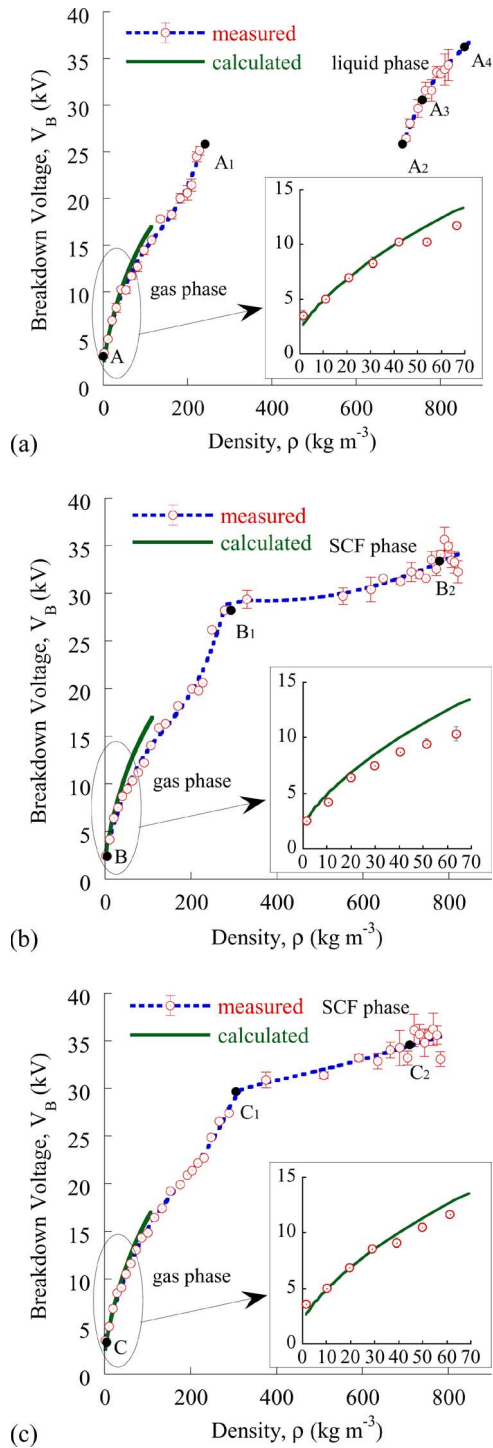 40
35
30
25
20
15
10
5
0
Breakdown Voltage, V_B (kV)
measured
calculated
liquid phase
A4
A3
A2
A1
gas phase
A
15
10
5
0
0 10 20 30 40 50 60 70
0 200 400 600 800
Density, ρ (kg m⁻³)
(a)
40
35
30
25
20
15
10
5
0
Breakdown Voltage, V_B (kV)
measured
calculated
SCF phase
B2
B1
gas phase
B
15
10
5
0
0 10 20 30 40 50 60 70
0 200 400 600 800
Density, ρ (kg m⁻³)
(b)
40
35
30
25
20
15
10
5
0
Breakdown Voltage, V_B (kV)
measured
calculated
SCF phase
C2
C1
gas phase
C
15
10
5
0
0 10 20 30 40 50 60 70
0 200 400 600 800
Density, ρ (kg m⁻³)
(c)